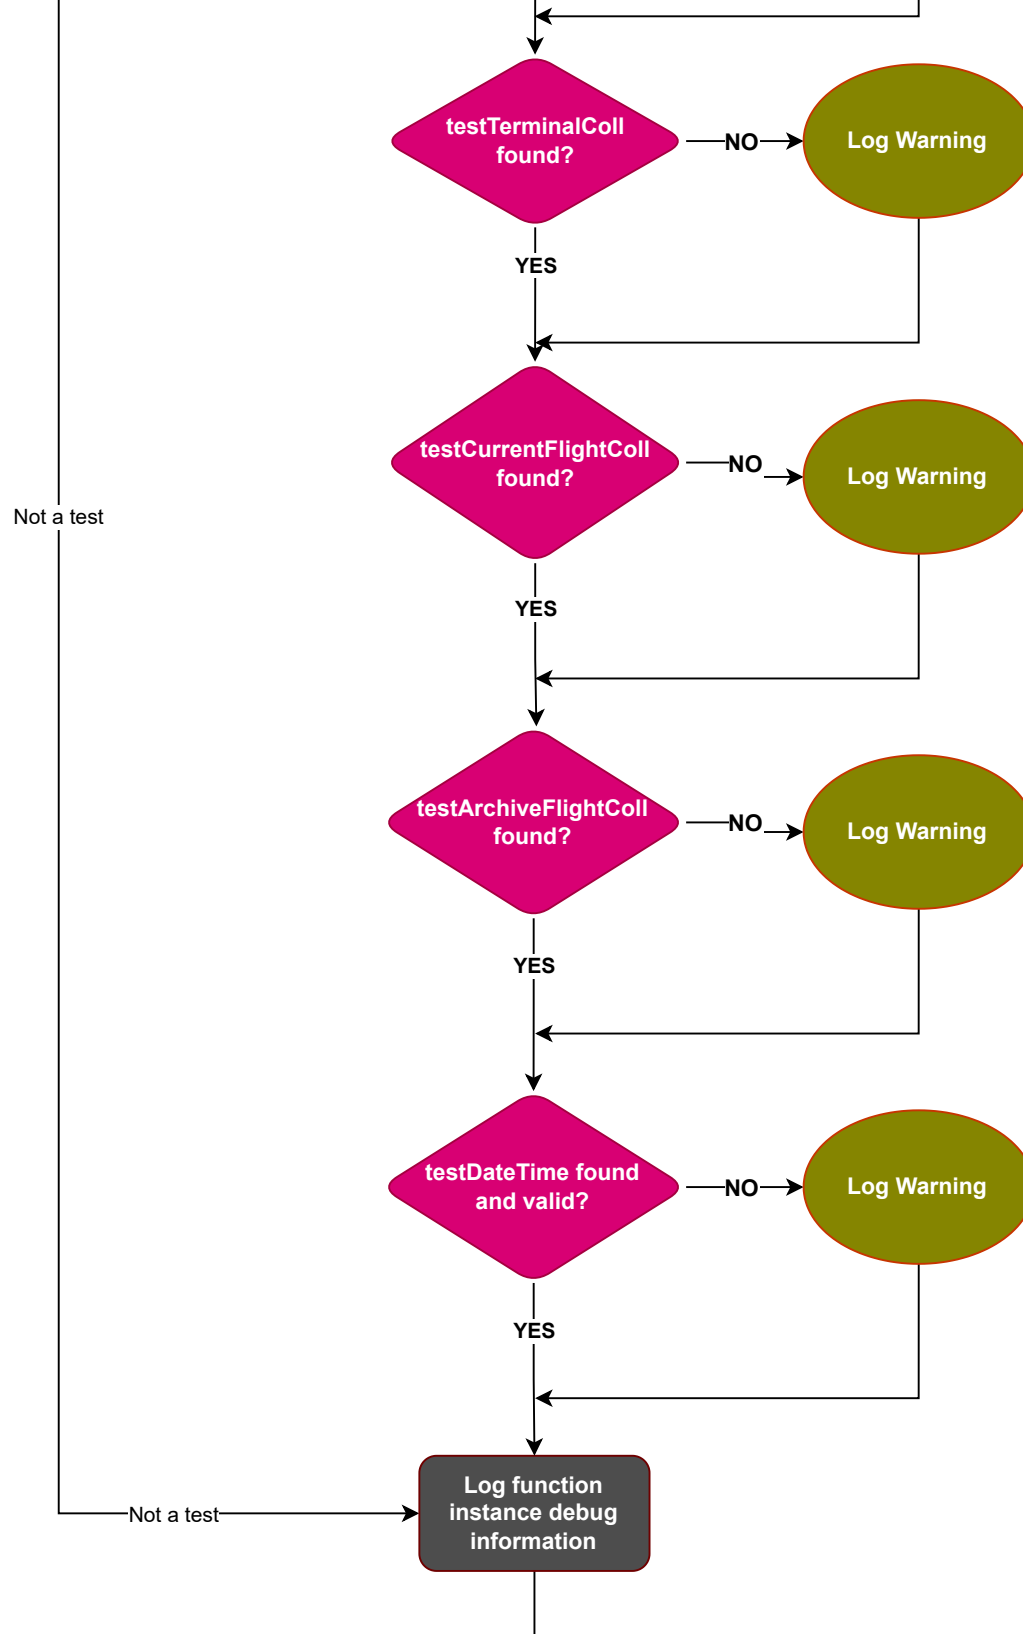 testTerminalColl
found?
NO
Log Warning
YES
testCurrentFlightColl
found?
NO
Log Warning
Not a test
YES
testArchiveFlightColl
found?
NO
Log Warning
YES
testDateTime found
and valid?
NO
Log Warning
YES
Log function
instance debug
information
Not a test